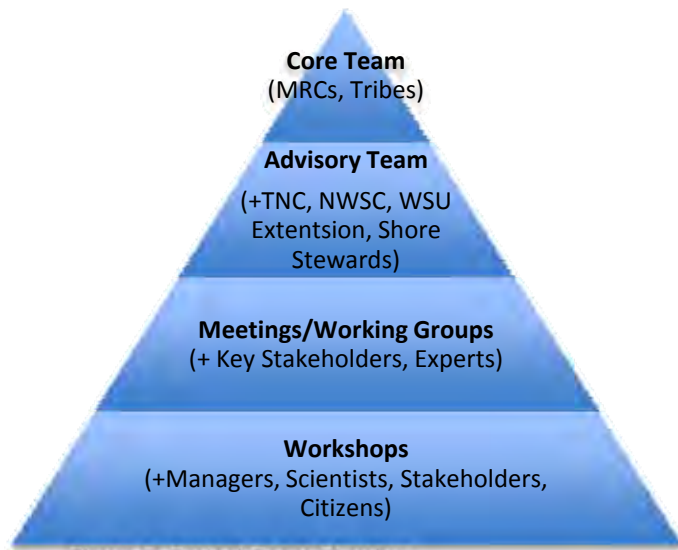 Core Team
(MRCs, Tribes)
Advisory Team
(+TNC, NWSC, WSU
Extentsion, Shore
Stewards)
Meetings/Working Groups
(+ Key Stakeholders, Experts)
Workshops
(+Managers, Scientists, Stakeholders,
Citizens)